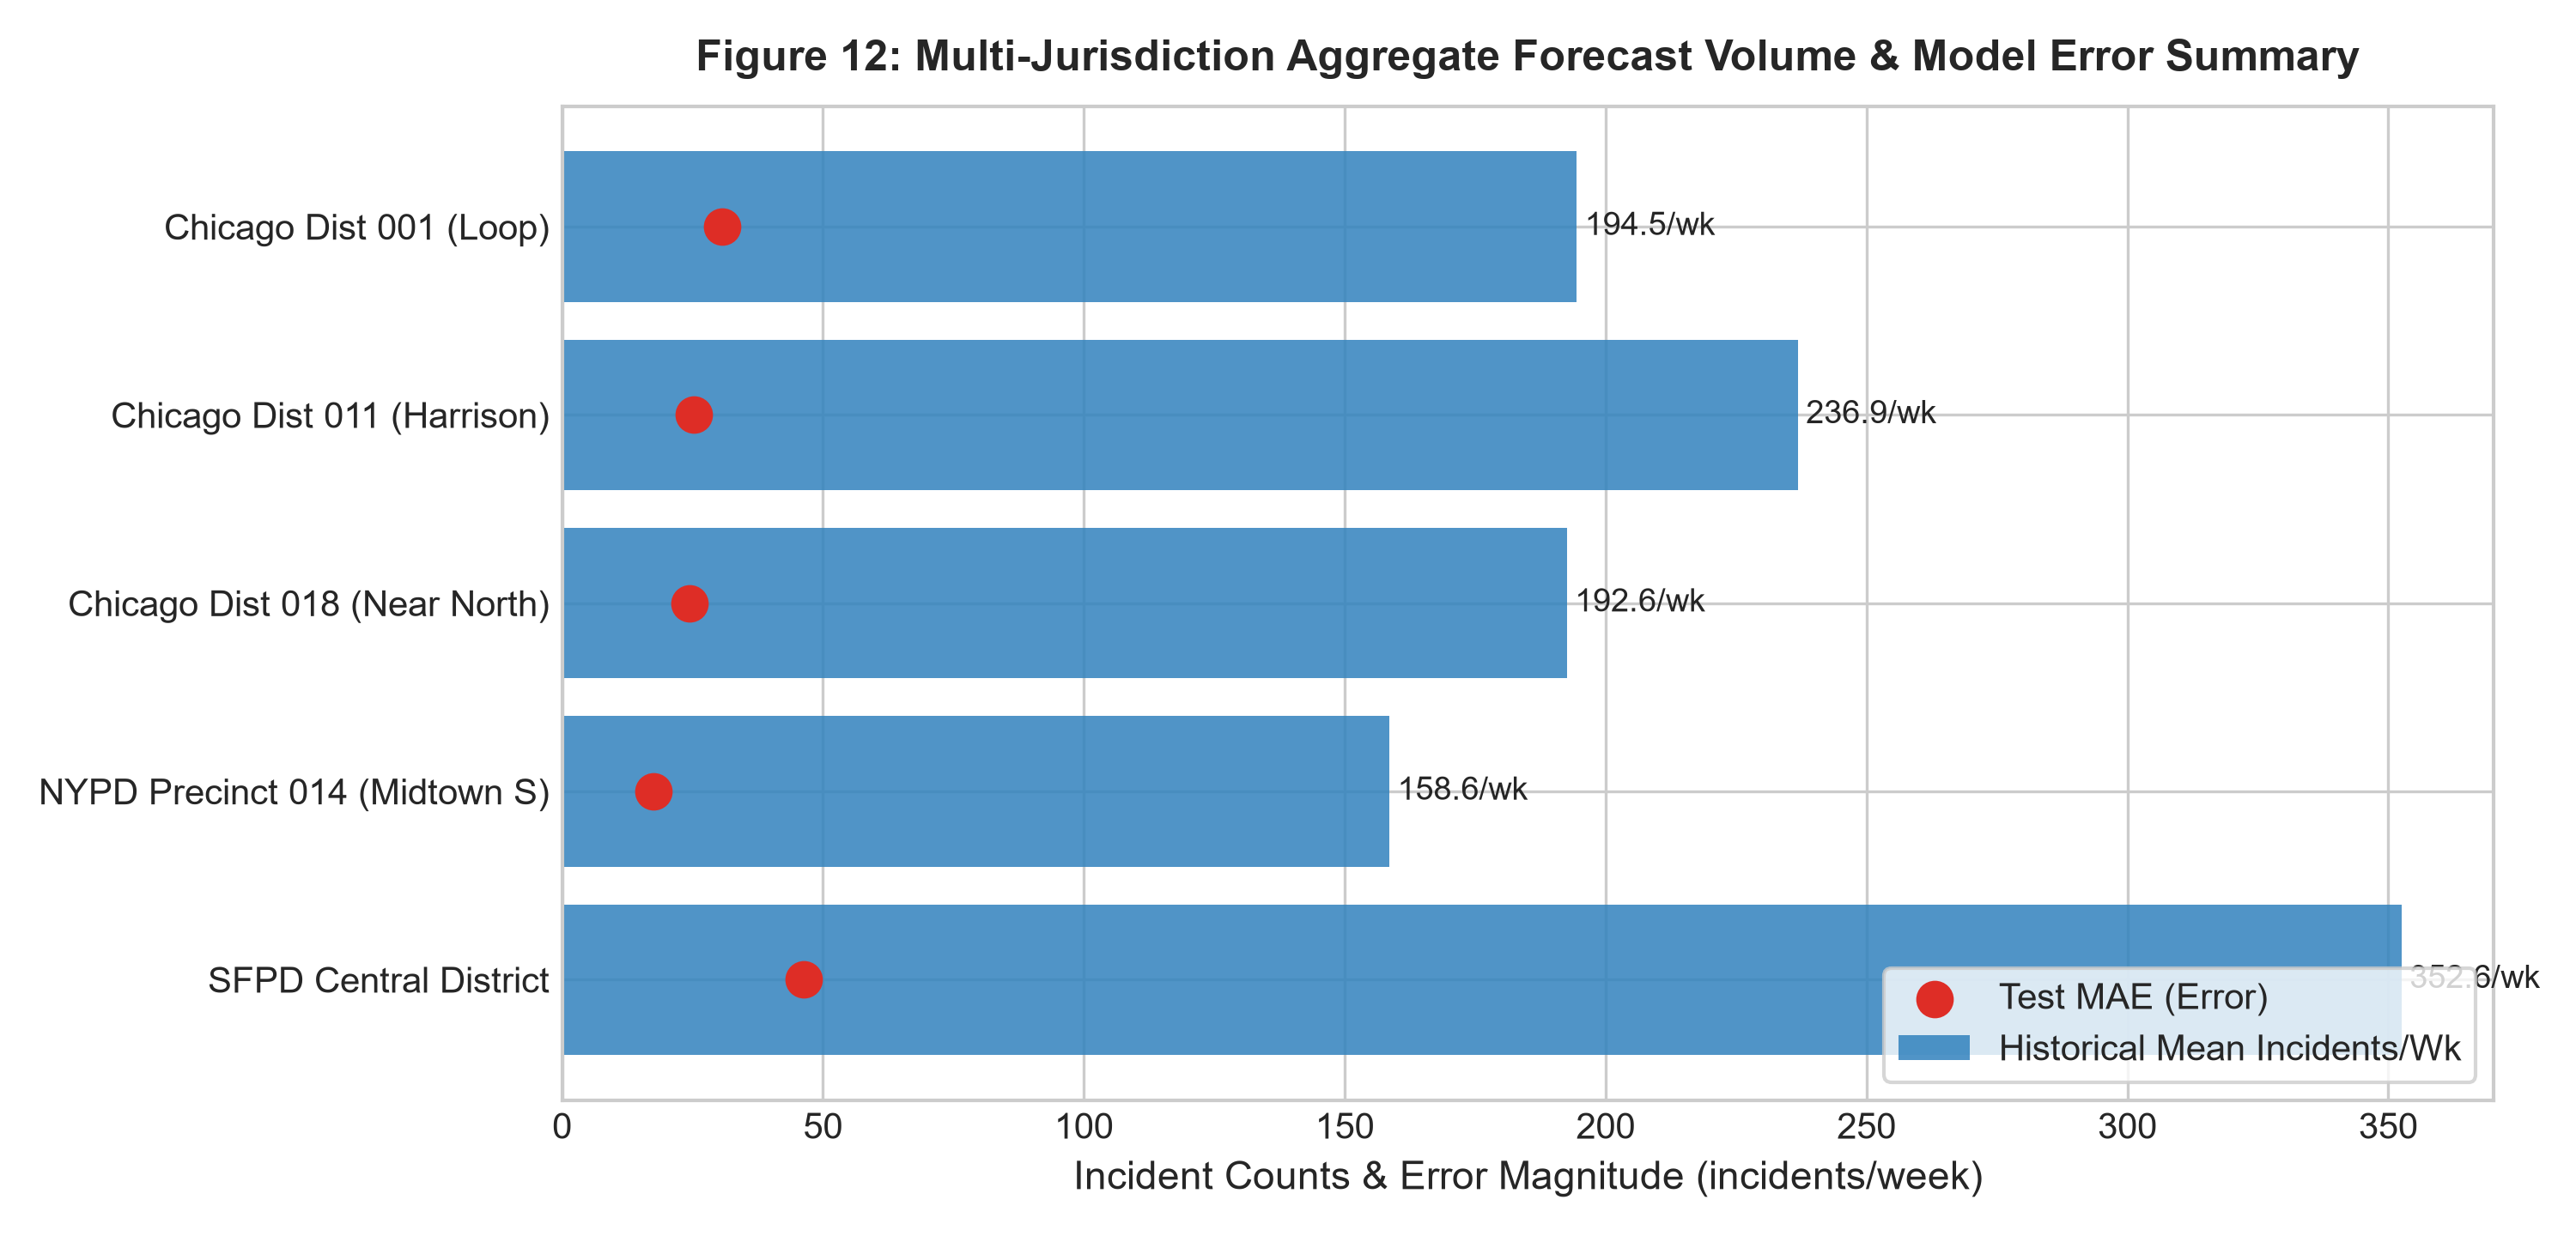 Figure 12: Multi-Jurisdiction Aggregate Forecast Volume & Model Error Summary
Chicago Dist 001 (Loop)
194.5/wk
Chicago Dist 011 (Harrison)
236.9/wk
Chicago Dist 018 (Near North)
192.6/wk
NYPD Precinct 014 (Midtown S)
158.6/wk
SFPD Central District
352.6/wk
Test MAE (Error)
Historical Mean Incidents/Wk
0 50 100 150 200 250 300 350
Incident Counts & Error Magnitude (incidents/week)